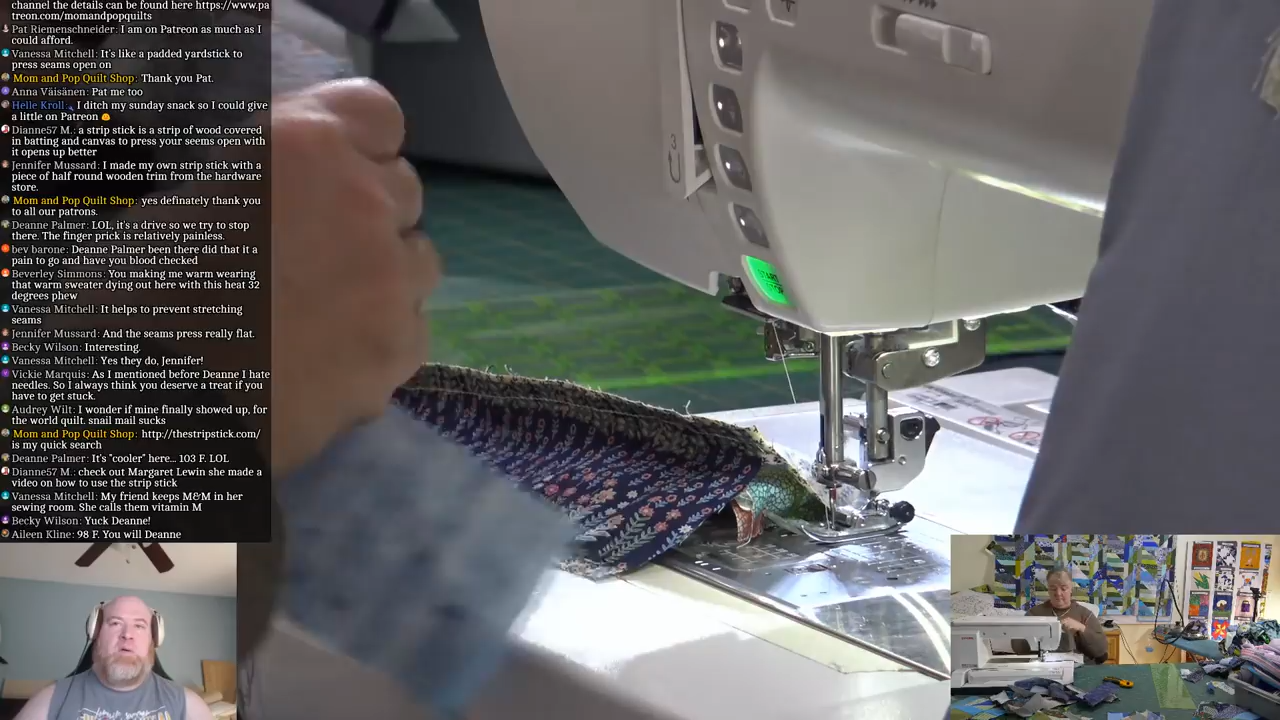 channel the details can be found here https://www.pa
treon.com/momandpopquilts
Pat Riemenschneider: I am on Patreon as much as I
could afford.
Vanessa Mitchell: It's like a padded yardstick to
press seams open on
Mom and Pop Quilt Shop: Thank you Pat.
Anna Väisänen: Pat me too
Helle Kroll: I ditch my sunday snack so I could give
a little on Patreon
Dianne57 M.: a strip stick is a strip of wood covered
in batting and canvas to press your seems open with
it opens up better
Jennifer Mussard: I made my own strip stick with a
piece of half round wooden trim from the hardware
store.
Mom and Pop Quilt Shop: yes definately thank you
to all our patrons.
Deanne Palmer: LOL, it's a drive so we try to stop
there. The finger prick is relatively painless.
bev barone: Deanne Palmer been there did that it a
pain to go and have you blood checked
Beverley Simmons: You making me warm wearing
that warm sweater dying out here with this heat 32
degrees phew
Vanessa Mitchell: It helps to prevent stretching
seams
Jennifer Mussard: And the seams press really flat.
Becky Wilson: Interesting.
Vanessa Mitchell: Yes they do, Jennifer!
Vickie Marquis: As I mentioned before Deanne I hate
needles. So I always think you deserve a treat if you
have to get stuck.
Audrey Wilt: I wonder if mine finally showed up, for
the world quilt. snail mail sucks
Mom and Pop Quilt Shop: http://thestripstick.com/
is my quick search
Deanne Palmer: It's "cooler" here... 103 F. LOL
Dianne57 M.: check out Margaret Lewin she made a
video on how to use the strip stick
Vanessa Mitchell: My friend keeps M&M in her
sewing room. She calls them vitamin M
Becky Wilson: Yuck Deanne!
Aileen Kline: 98 F. You will Deanne
3
START